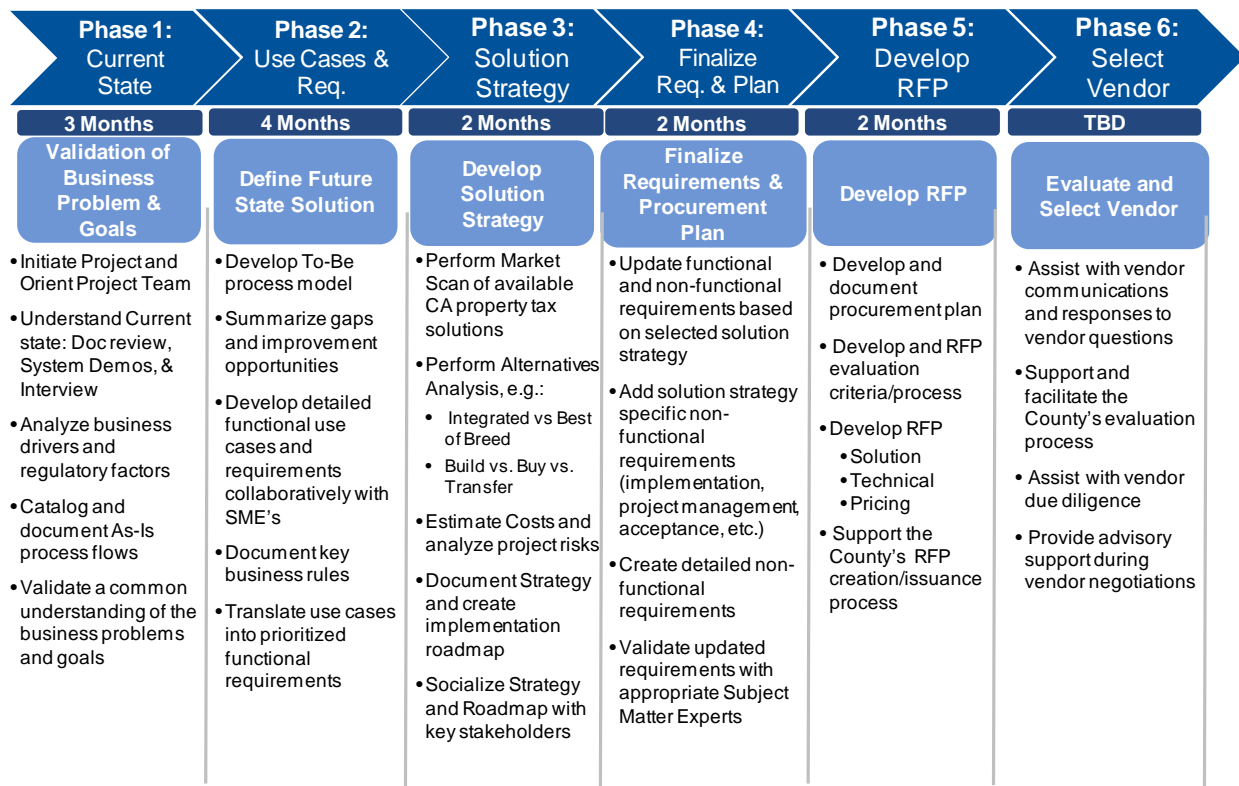 Phase 1:
Current
State
Phase 2:
Use Cases &
Req.
Phase 3:
Solution
Strategy
Phase 4:
Finalize
Req. & Plan
Phase 5:
Develop
RFP
Phase 6:
Select
Vendor
3 Months
4 Months
2 Months
2 Months
2 Months
TBD
Validation of
Business
Problem &
Goals
Define Future
State Solution
Develop
Solution
Strategy
Finalize
Requirements &
Procurement
Plan
Develop RFP
Evaluate and
Select Vendor
• Initiate Project and
Orient Project Team
• Understand Current
state: Doc review,
System Demos, &
Interview
• Analyze business
drivers and
regulatory factors
• Catalog and
document As-Is
process flows
• Validate a common
understanding of the
business problems
and goals
• Develop To-Be
process model
• Summarize gaps
and improvement
opportunities
• Develop detailed
functional use
cases and
requirements
collaboratively with
SME's
• Document key
business rules
• Translate use cases
into prioritized
functional
requirements
• Perform Market
Scan of available
CA property tax
solutions
• Perform Alternatives
Analysis, e.g.:
• Integrated vs Best
of Breed
• Build vs. Buy vs.
Transfer
• Estimate Costs and
analyze project risks
• Document Strategy
and create
implementation
roadmap
• Socialize Strategy
and Roadmap with
key stakeholders
• Update functional
and non-functional
requirements based
on selected solution
strategy
• Add solution strategy
specific non-
functional
requirements
(implementation,
project management,
acceptance, etc.)
• Create detailed non-
functional
requirements
• Validate updated
requirements with
appropriate Subject
Matter Experts
• Develop and
document
procurement plan
• Develop and RFP
evaluation
criteria/process
• Develop RFP
• Solution
• Technical
• Pricing
• Support the
County's RFP
creation/issuance
process
• Assist with vendor
communications
and responses to
vendor questions
• Support and
facilitate the
County's evaluation
process
• Assist with vendor
due diligence
• Provide advisory
support during
vendor negotiations